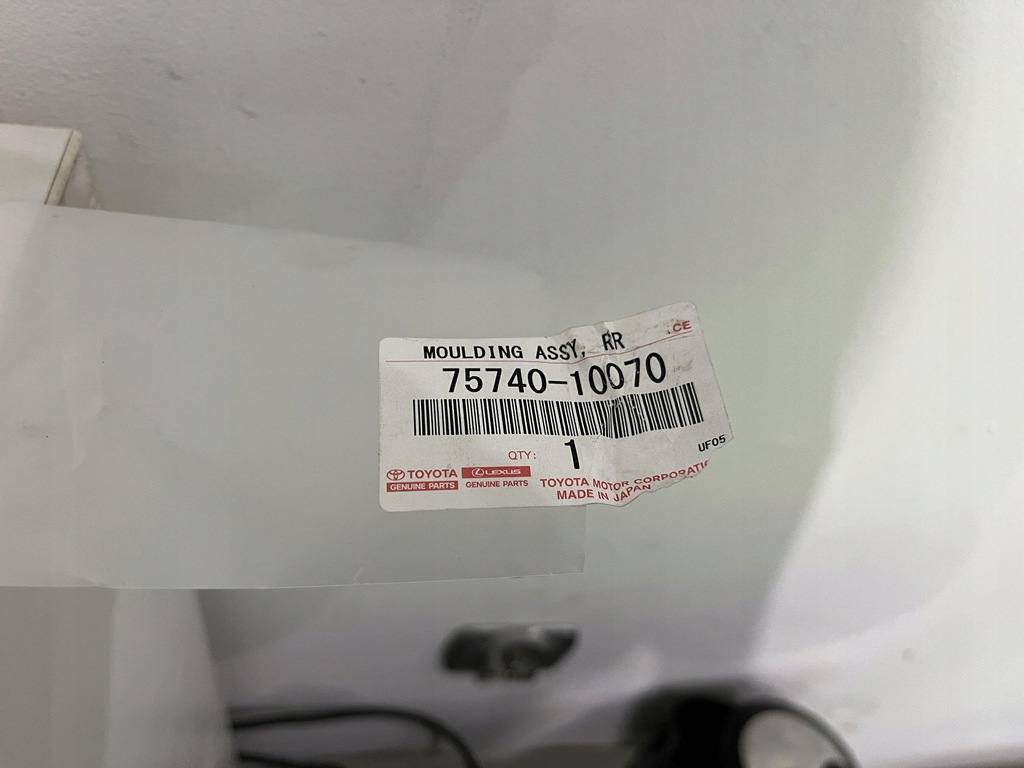 .CE
MOULDING ASSY, RR
75740-10070
QTY: 1
UF05
TOYOTA LEXUS
GENUINE PARTS GENUINE PARTS
TOYOTA MOTOR CORPORATI
MADE IN JAPAN